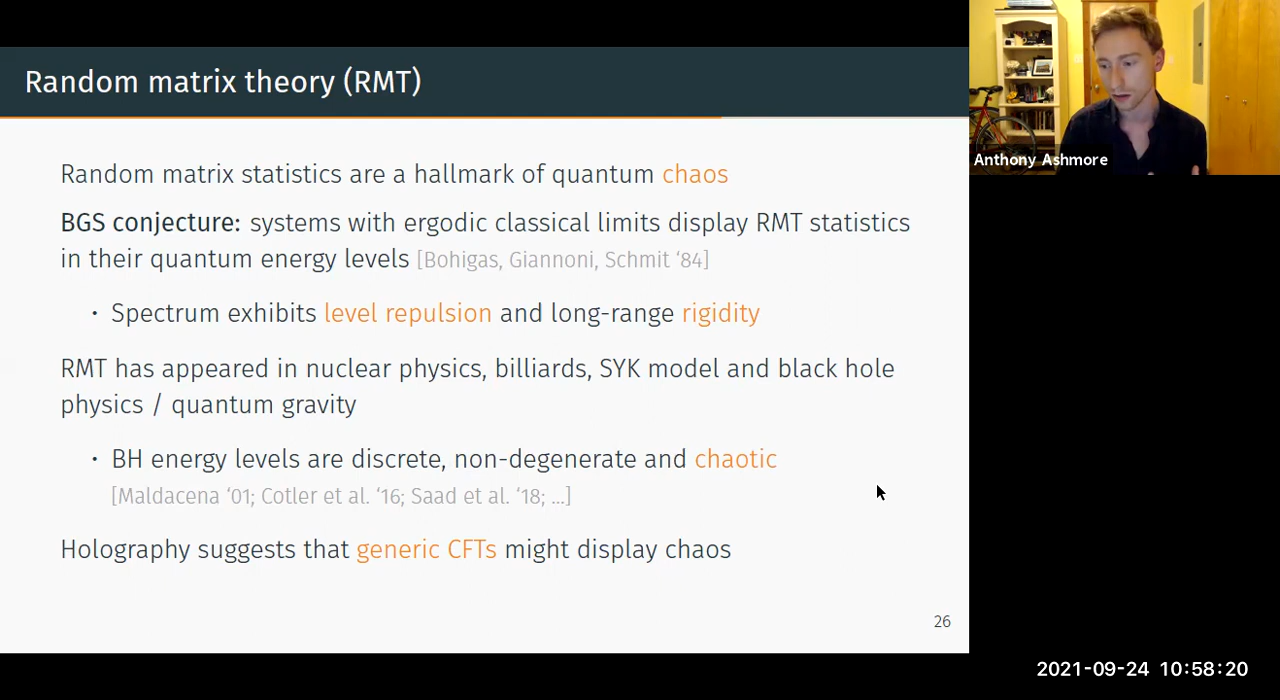 Random matrix theory (RMT)
Random matrix statistics are a hallmark of quantum chaos
BGS conjecture: systems with ergodic classical limits display RMT statistics
in their quantum energy levels [Bohigas, Giannoni, Schmit ‘84]
• Spectrum exhibits level repulsion and long-range rigidity
RMT has appeared in nuclear physics, billiards, SYK model and black hole
physics / quantum gravity
• BH energy levels are discrete, non-degenerate and chaotic
[Maldacena ‘01; Cotler et al. ‘16; Saad et al. ‘18; ...]
Holography suggests that generic CFTs might display chaos
26
Anthony Ashmore
2021-09-24 10:58:20